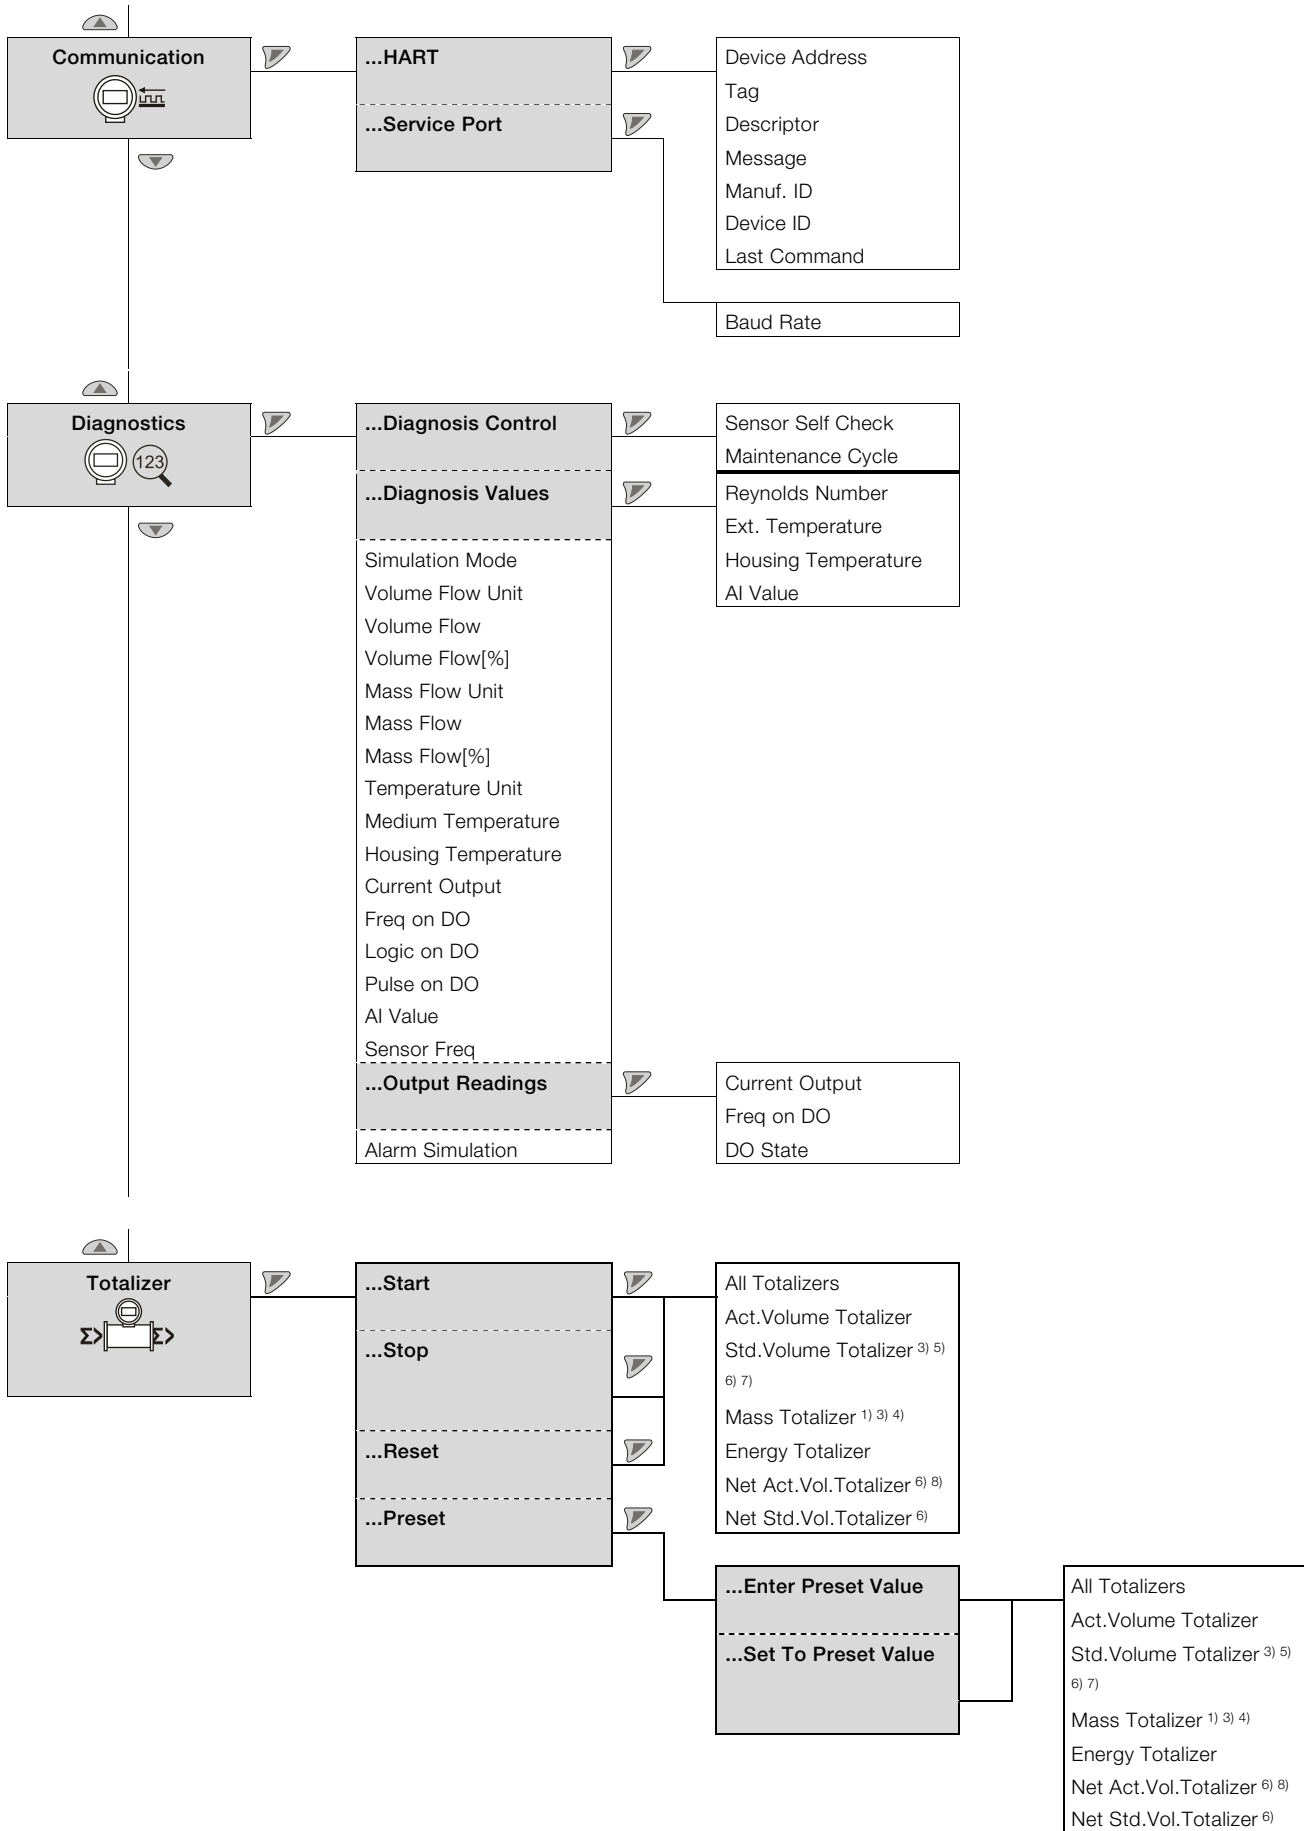 Communication
...HART
...Service Port
Device Address
Tag
Descriptor
Message
Manuf. ID
Device ID
Last Command
Baud Rate
Diagnostics
123
...Diagnosis Control
...Diagnosis Values
Simulation Mode
Volume Flow Unit
Volume Flow
Volume Flow[%]
Mass Flow Unit
Mass Flow
Mass Flow[%]
Temperature Unit
Medium Temperature
Housing Temperature
Current Output
Freq on DO
Logic on DO
Pulse on DO
AI Value
Sensor Freq
...Output Readings
Alarm Simulation
Sensor Self Check
Maintenance Cycle
Reynolds Number
Ext. Temperature
Housing Temperature
AI Value
Current Output
Freq on DO
DO State
Totalizer
Σ> Σ>
...Start
...Stop
...Reset
...Preset
All Totalizers
Act.Volume Totalizer
Std.Volume Totalizer 3) 5)
6) 7)
Mass Totalizer 1) 3) 4)
Energy Totalizer
Net Act.Vol.Totalizer 6) 8)
Net Std.Vol.Totalizer 6)
...Enter Preset Value
...Set To Preset Value
All Totalizers
Act.Volume Totalizer
Std.Volume Totalizer 3) 5)
6) 7)
Mass Totalizer 1) 3) 4)
Energy Totalizer
Net Act.Vol.Totalizer 6) 8)
Net Std.Vol.Totalizer 6)